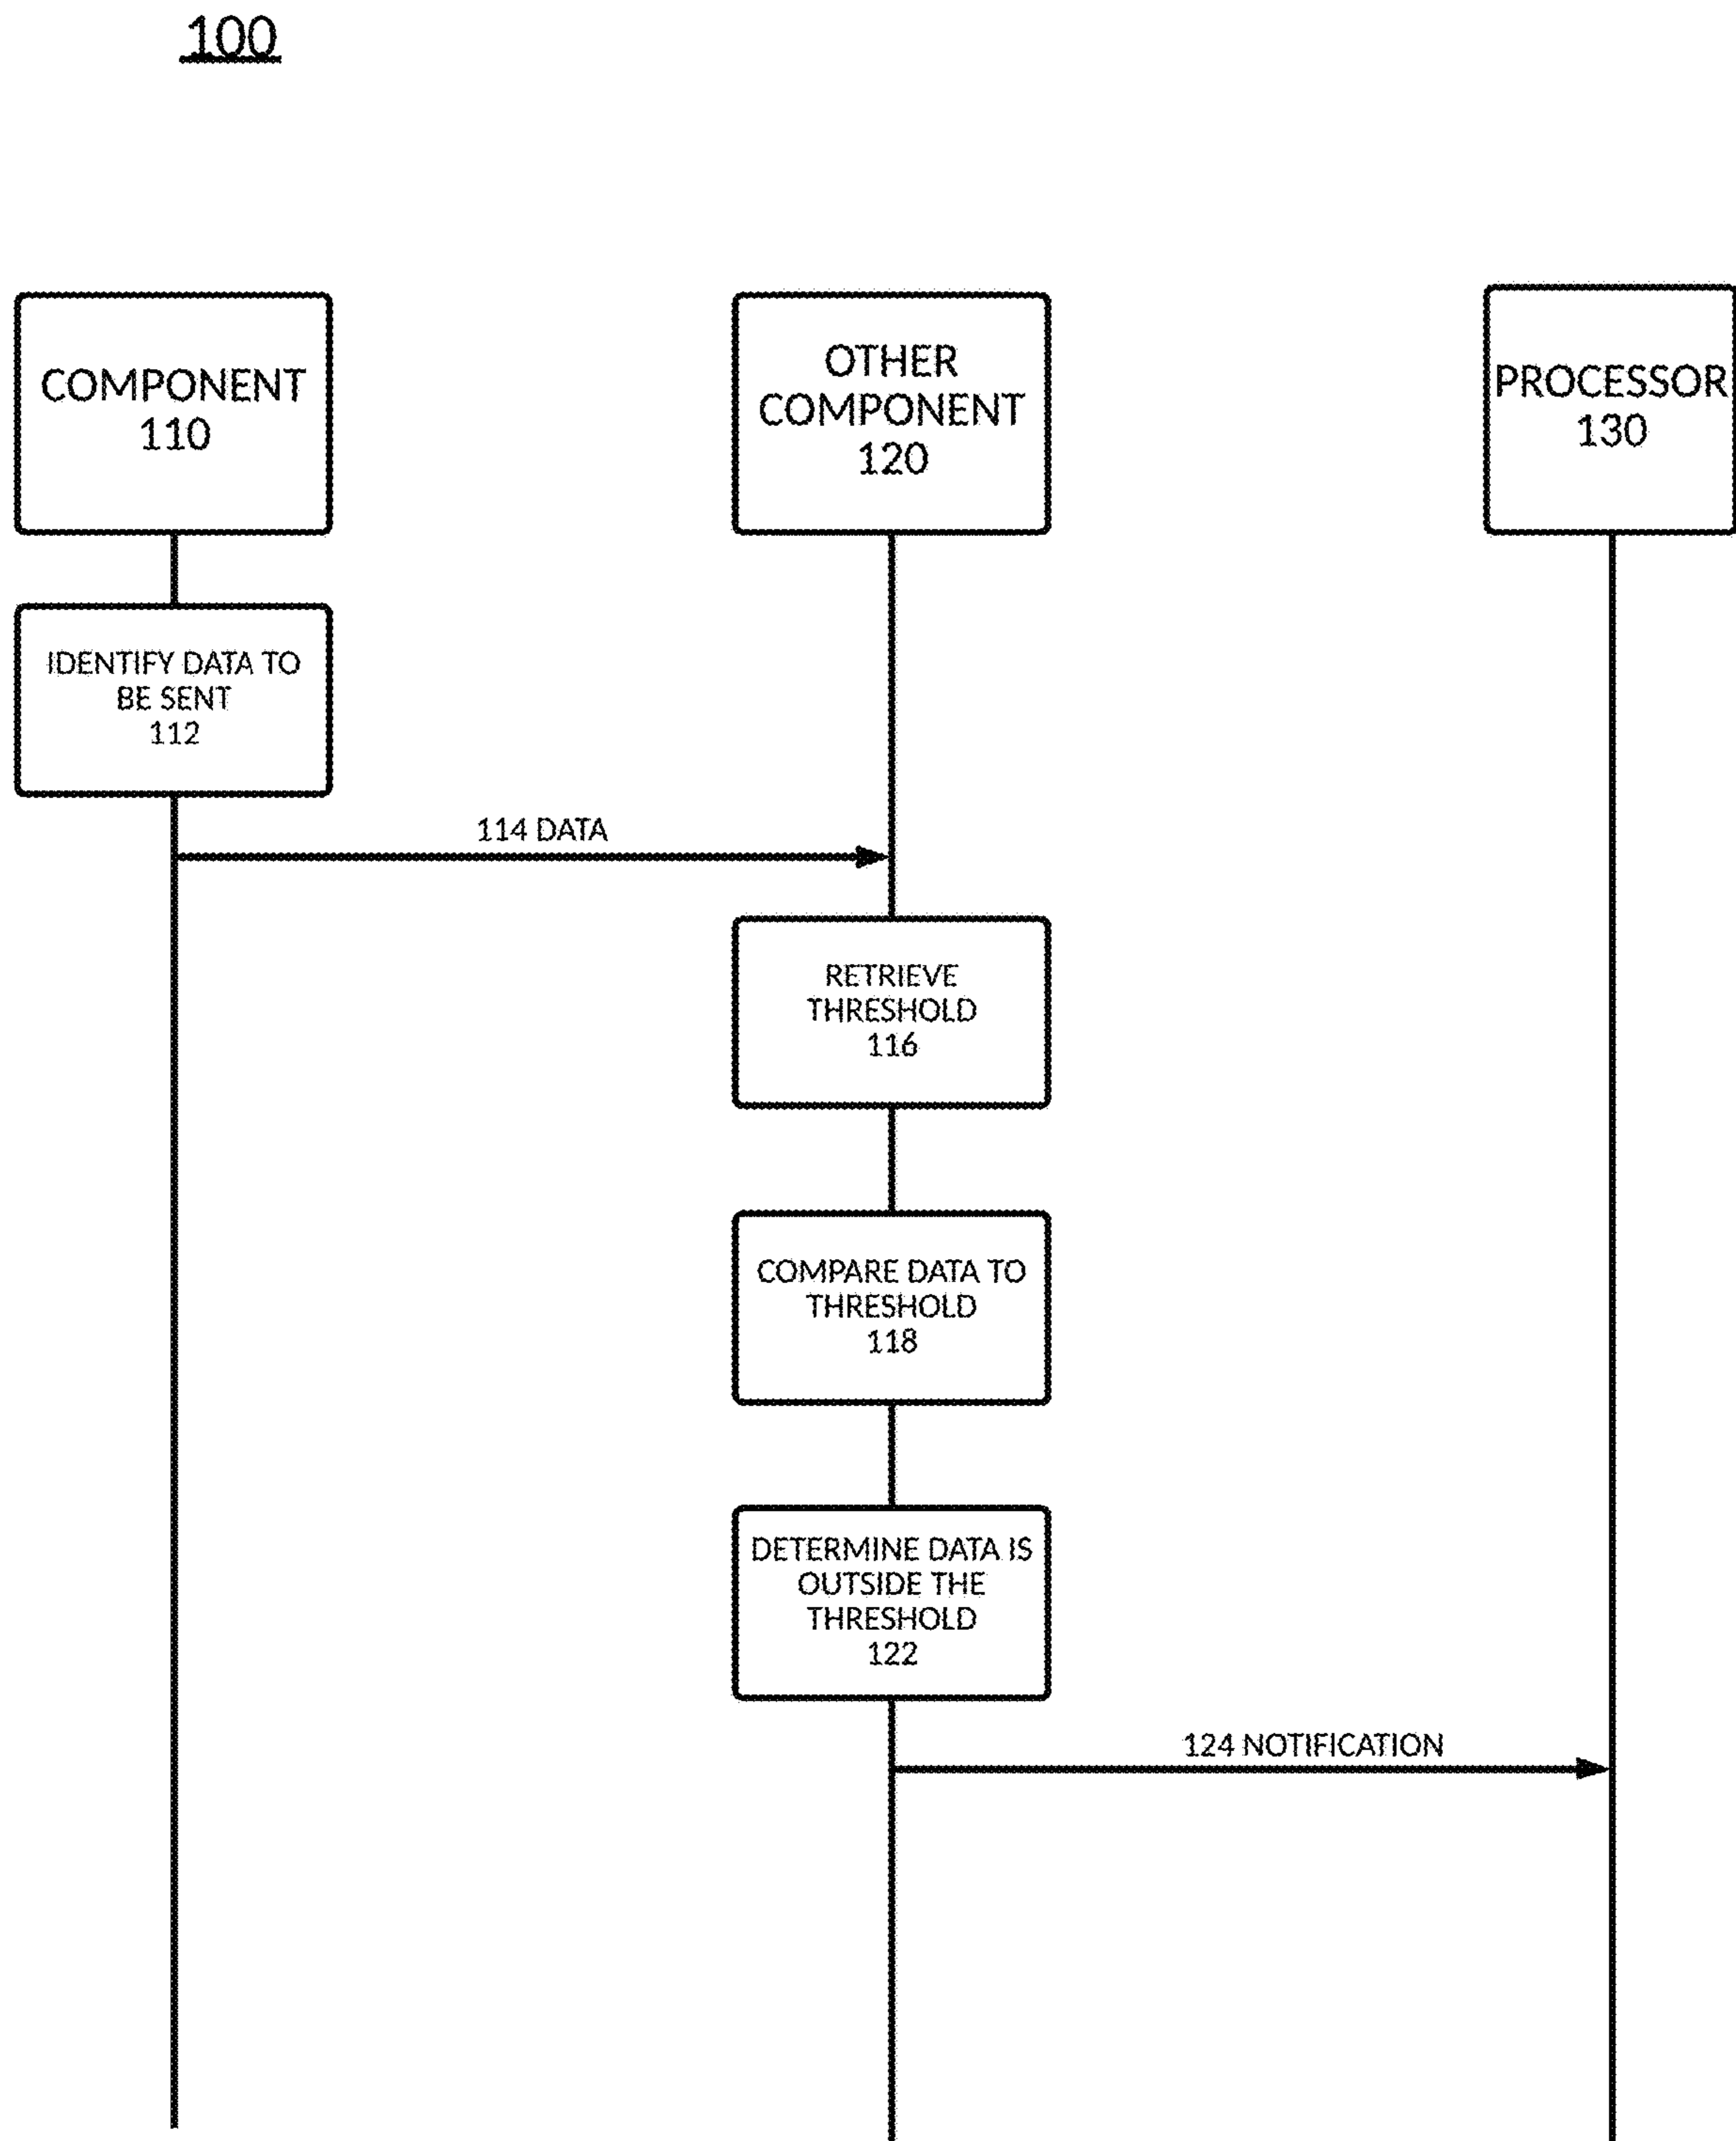 100
COMPONENT
110
OTHER
COMPONENT
120
PROCESSOR
130
IDENTIFY DATA TO
BE SENT
112
114 DATA
RETRIEVE
THRESHOLD
116
COMPARE DATA TO
THRESHOLD
118
DETERMINE DATA IS
OUTSIDE THE
THRESHOLD
122
124 NOTIFICATION